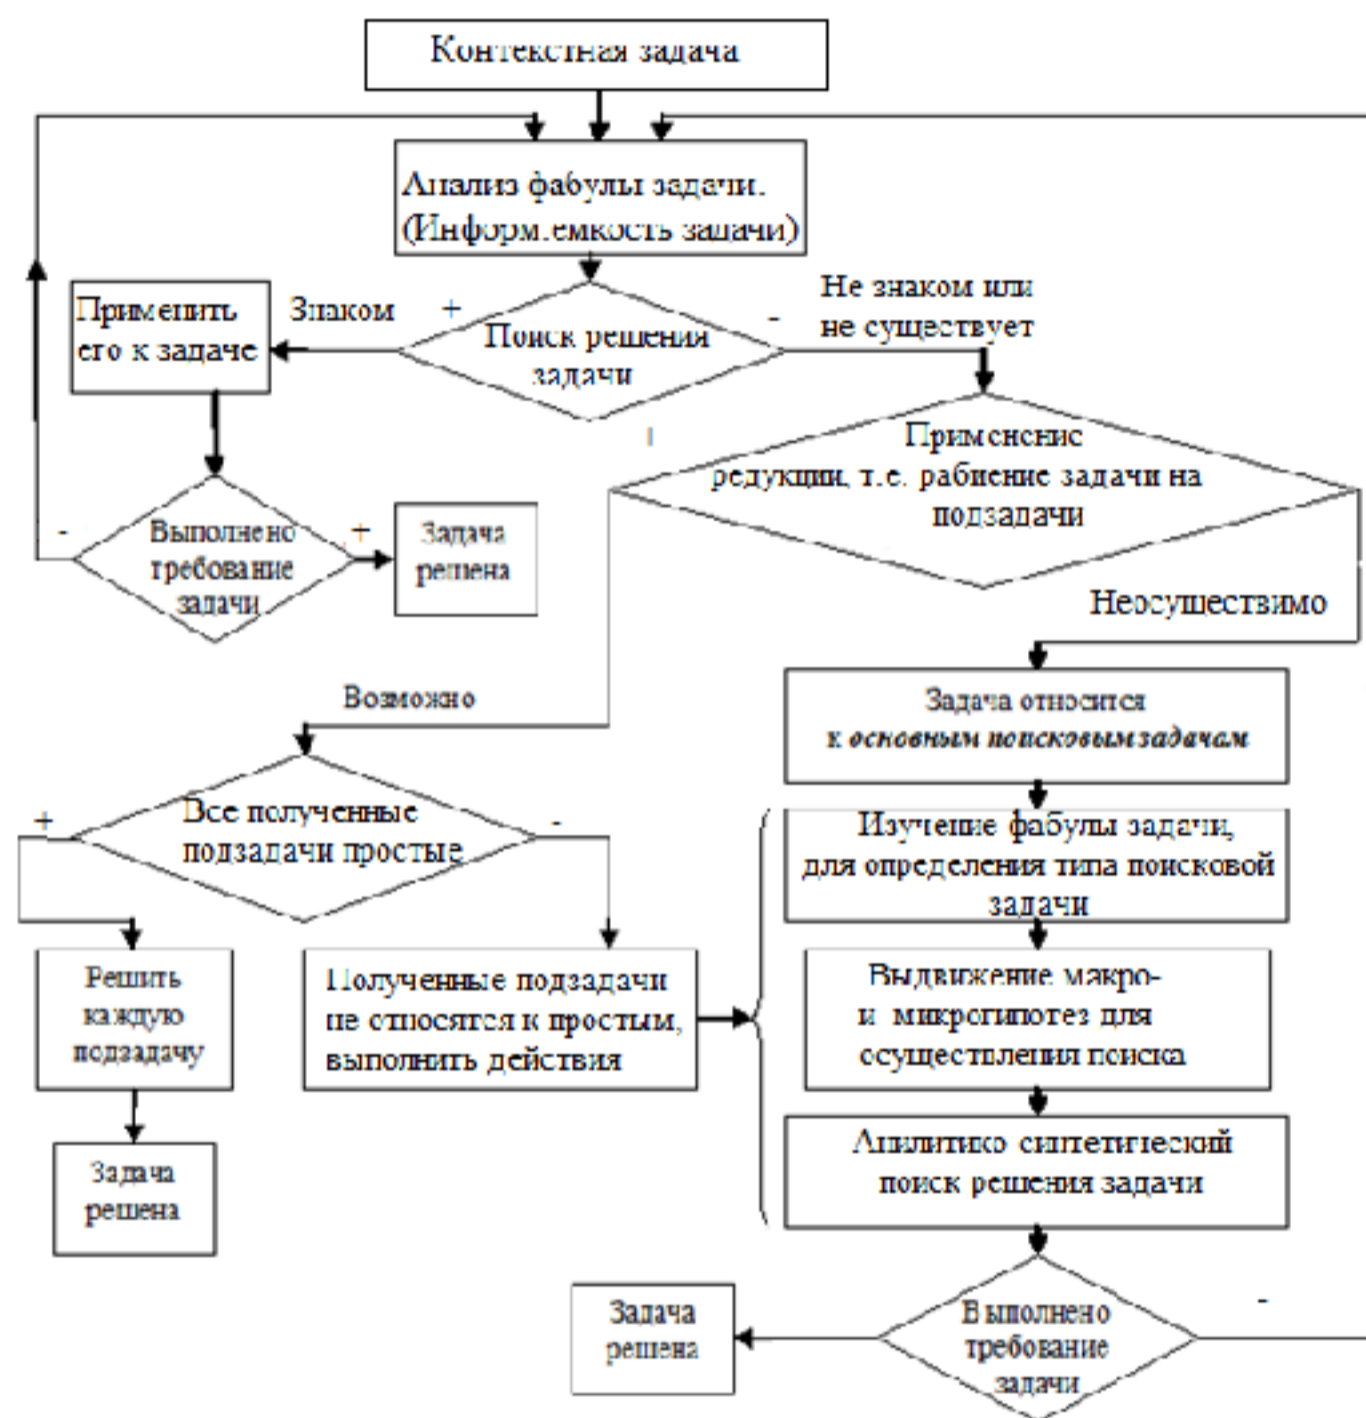 Контекстная задача
Анализ фабулы задачи.
(Информ.емкость задачи)
Применить
его к задаче
Знаком
+
Поиск решения
задачи
-
Не знаком или
не существует
+
Применение
редукции, т.е. рабиение задачи на
подзадачи
-
Выполнено
требование
задачи
+
Задача
решена
Неосуществимо
Возможно
Задача относится
к основным поисковым задачам
+
Все полученные
подзадачи простые
-
Изучение фабулы задачи,
для определения типа поисковой
задачи
Решить
каждую
подзадачу
Полученные подзадачи
не относятся к простым,
выполнить действия
Выдвижение макро-
и микрогипотез для
осуществления поиска
Задача
решена
Аналитико синтетический
поиск решения задачи
Задача
решена
Выполнено
требование
задачи
-